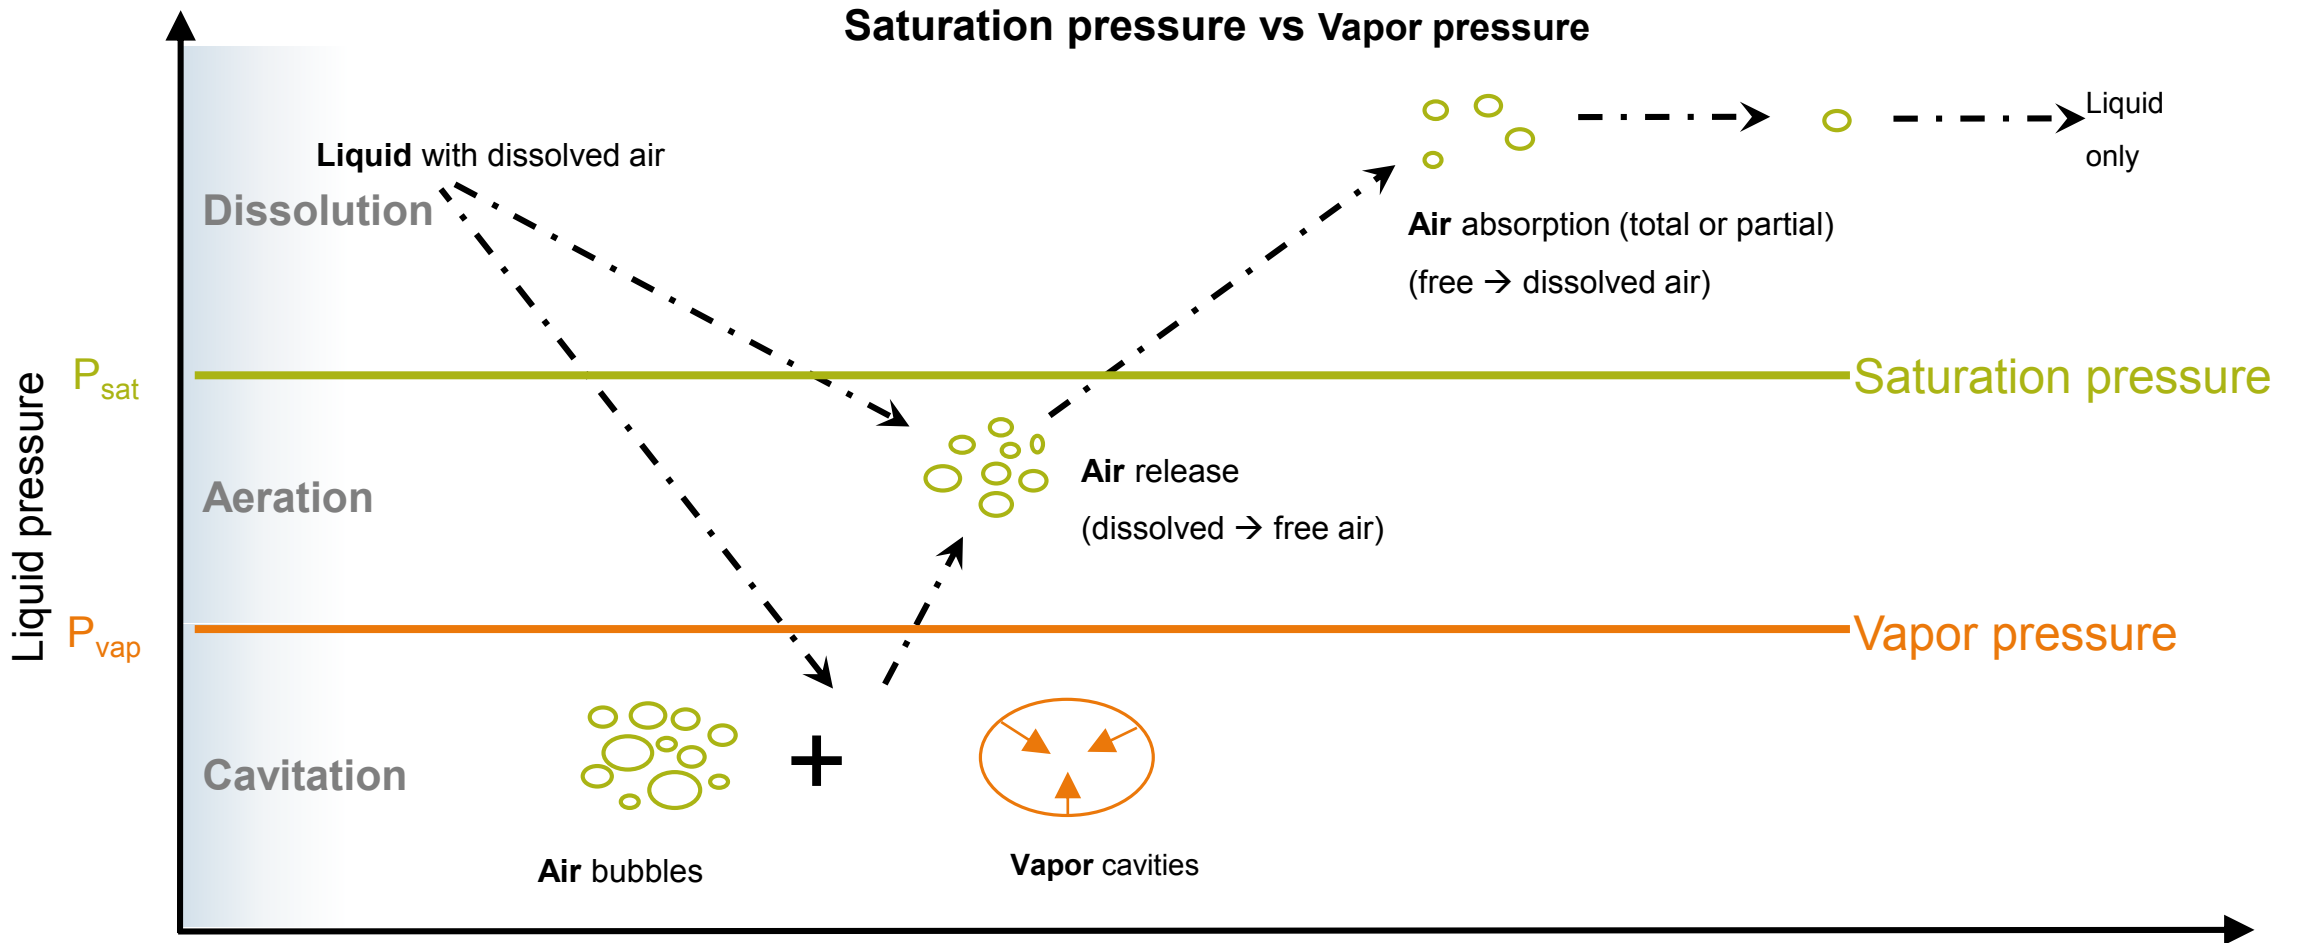 Saturation pressure vs Vapor pressure
Liquid
only
Liquid with dissolved air
Dissolution
Air absorption (total or partial)
(free → dissolved air)
Liquid pressure
Psat
Saturation pressure
Air release
Aeration
(dissolved → free air)
Pvap
Vapor pressure
+
Cavitation
Air bubbles
Vapor cavities